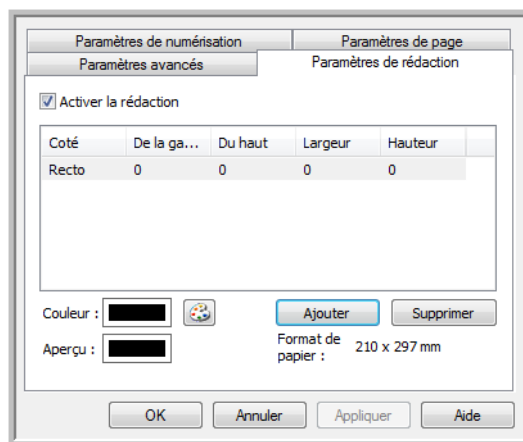 Paramètres de numérisation Paramètres de page
Paramètres avancés Paramètres de rédaction
Activer la rédaction
Coté De la ga... Du haut Largeur Hauteur
Recto 0 0 0 0
Couleur : Ajouter Supprimer
Aperçu : Format de papier : 210 x 297 mm
OK Annuler Appliquer Aide